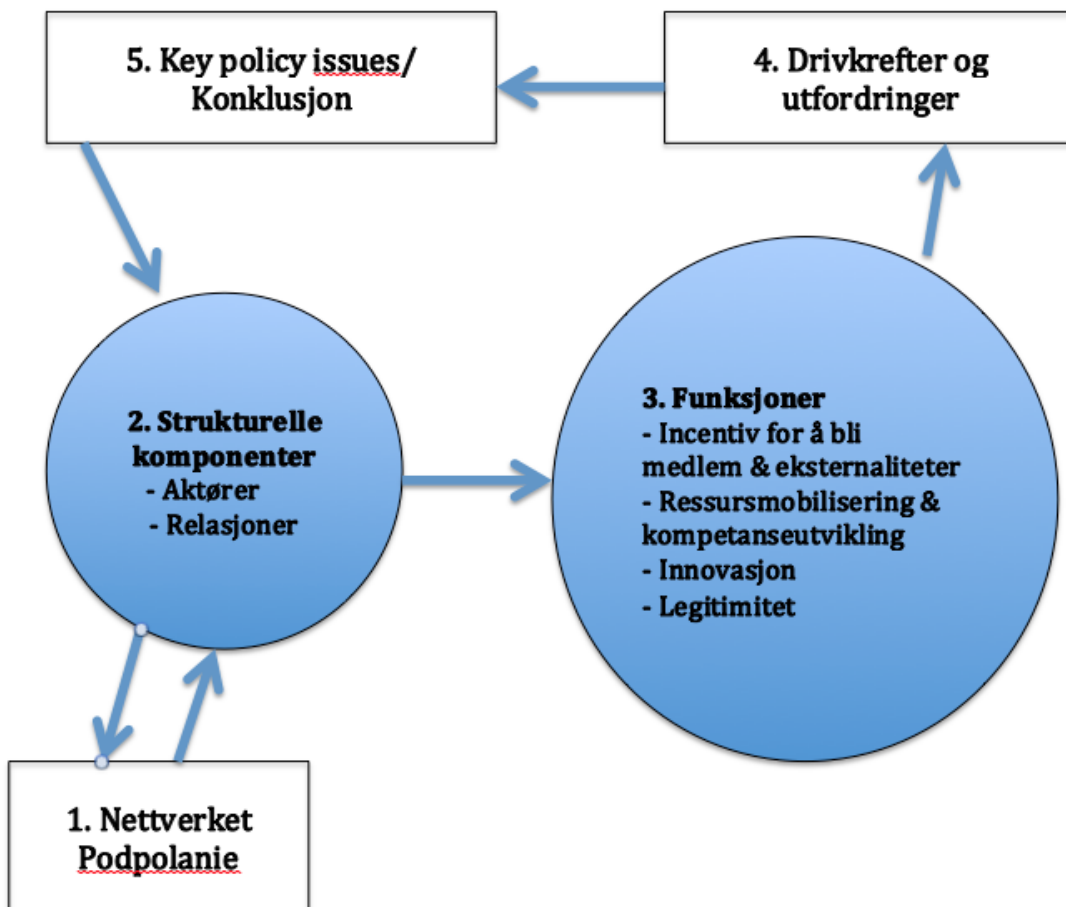 5. Key policy issues/
Konklusjon
4. Drivkrefter og
utfordringer
2. Strukturelle
komponenter
- Aktører
- Relasjoner
3. Funksjoner
- Incentiv for å bli
medlem & eksternaliteter
- Ressursmobilisering &
kompetanseutvikling
- Innovasjon
- Legitimitet
1. Nettverket
Podpolanie